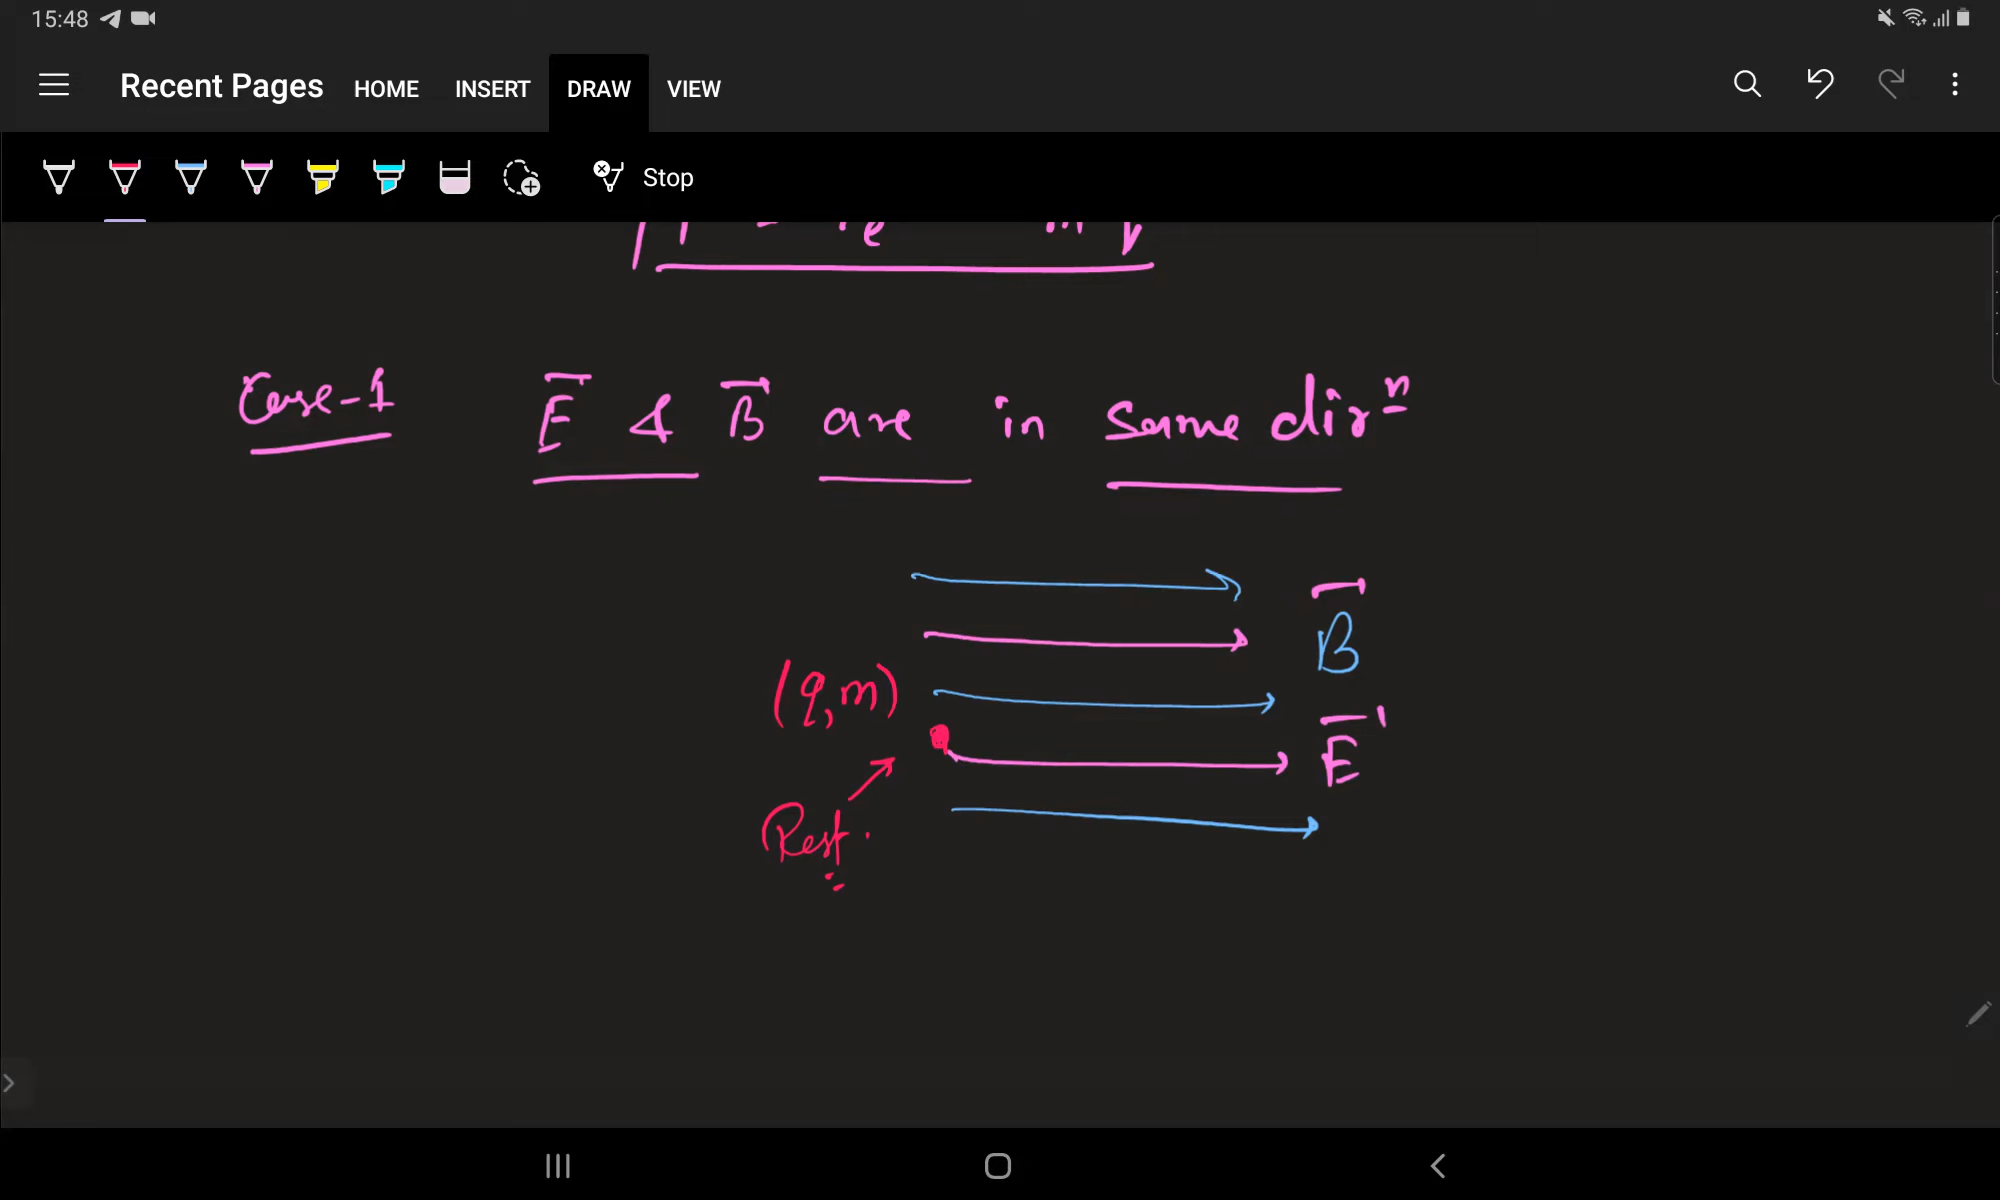 15:48
Recent Pages HOME INSERT DRAW VIEW
Stop
Case-1 E & B are in same dirⁿ
B
(q,m)
E
Rest.